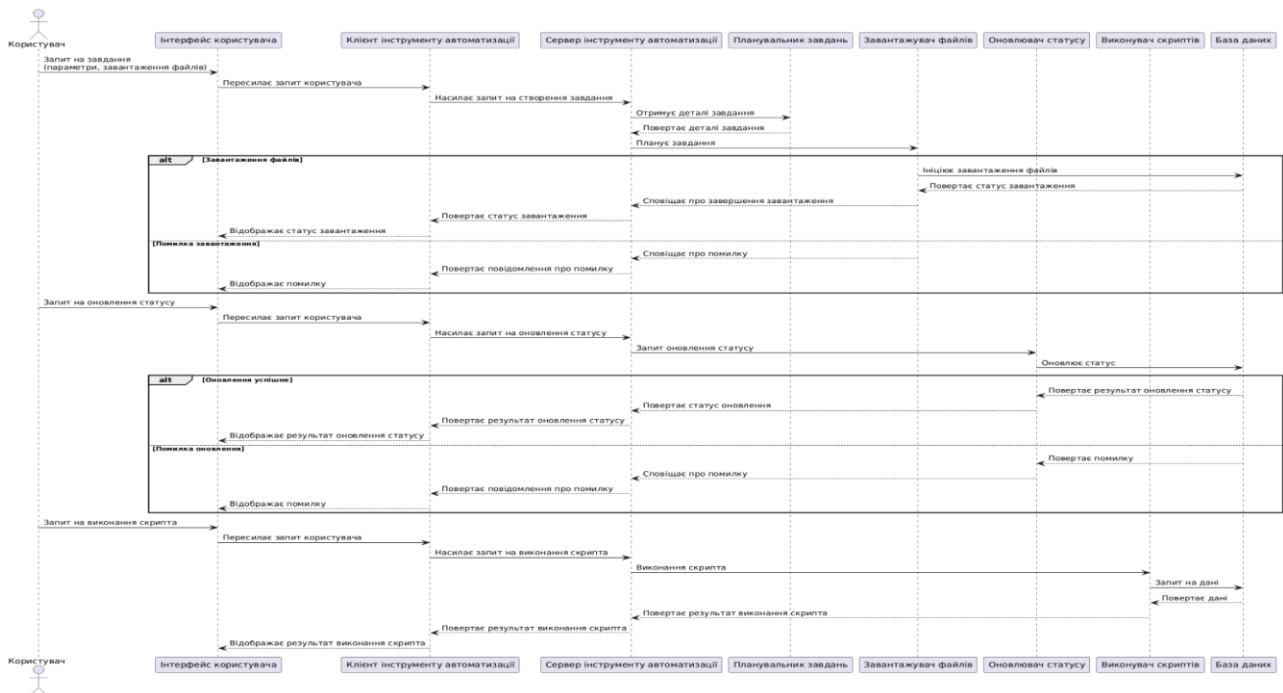 Користувач
Інтерфейс користувача
Клієнт інструменту автоматизації
Сервер інструменту автоматизації
Планувальник завдань
Завантажувач файлів
Оновлювач статусу
Виконувач скриптів
База даних
Запит на завдання
(параметри, завантаження файлів)
Пересилає запит користувача
Насилає запит на створення завдання
Отримує деталі завдання
Повертає деталі завдання
Планує завдання
alt
[Завантаження файлів]
Ініціює завантаження файлів
Повертає статус завантаження
Сповіщає про завершення завантаження
Повертає статус завантаження
Відображає статус завантаження
[Помилка завантаження]
Сповіщає про помилку
Повертає повідомлення про помилку
Відображає помилку
Запит на оновлення статусу
Пересилає запит користувача
Насилає запит на оновлення статусу
Запит оновлення статусу
Оновлює статус
alt
[Оновлення успішне]
Повертає результат оновлення статусу
Повертає статус оновлення
Повертає результат оновлення статусу
Відображає результат оновлення статусу
[Помилка оновлення]
Повертає помилку
Сповіщає про помилку
Повертає повідомлення про помилку
Відображає помилку
Запит на виконання скрипта
Пересилає запит користувача
Насилає запит на виконання скрипта
Виконання скрипта
Запит на дані
Повертає дані
Повертає результат виконання скрипта
Повертає результат виконання скрипта
Відображає результат виконання скрипта
Користувач
Інтерфейс користувача
Клієнт інструменту автоматизації
Сервер інструменту автоматизації
Планувальник завдань
Завантажувач файлів
Оновлювач статусу
Виконувач скриптів
База даних